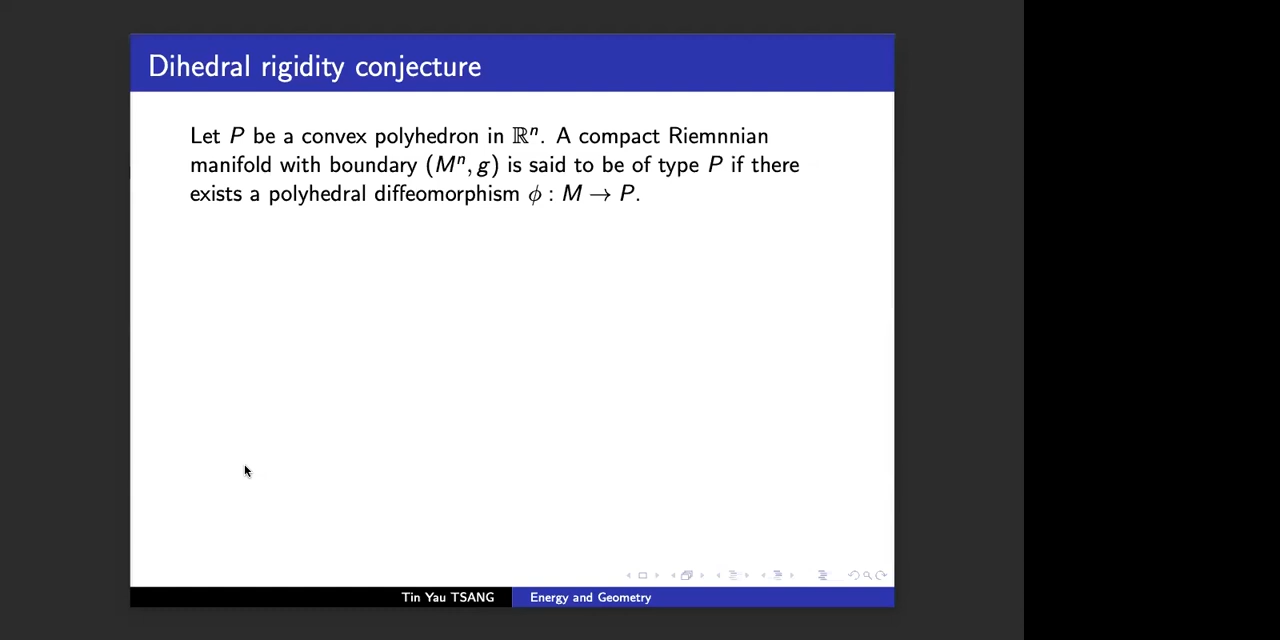 Dihedral rigidity conjecture
Let P be a convex polyhedron in ℝⁿ. A compact Riemnnian
manifold with boundary (Mⁿ, g) is said to be of type P if there
exists a polyhedral diffeomorphism ϕ : M → P.
Tin Yau TSANG Energy and Geometry